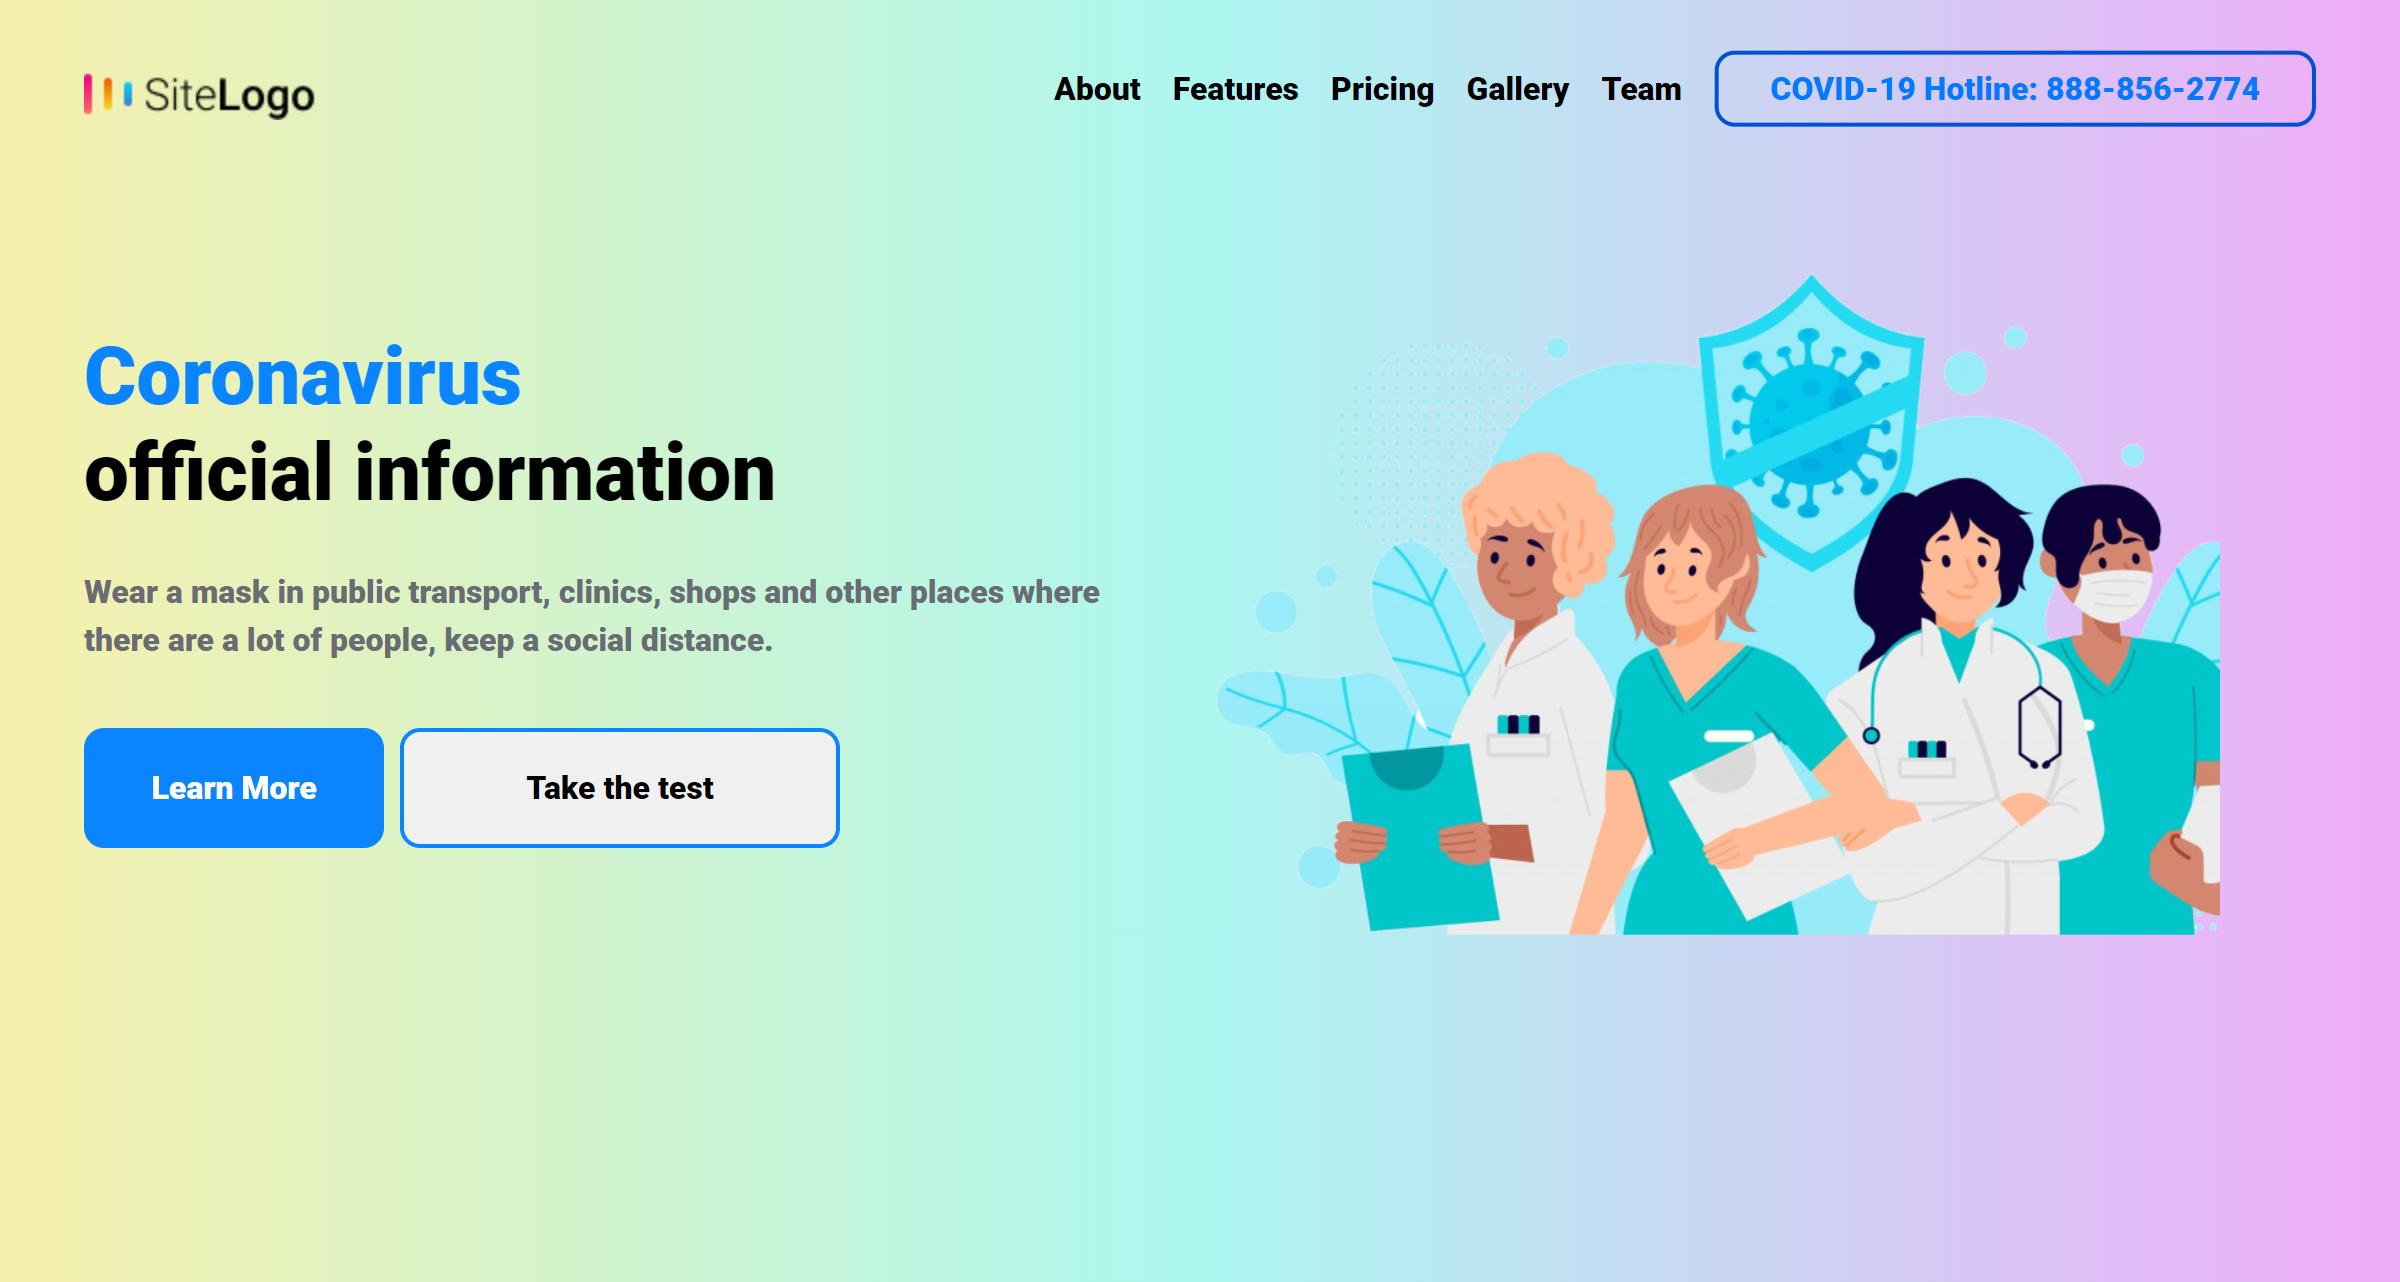 SiteLogo
About Features Pricing Gallery Team COVID-19 Hotline: 888-856-2774
Coronavirus
official information
Wear a mask in public transport, clinics, shops and other places where
there are a lot of people, keep a social distance.
Learn More Take the test